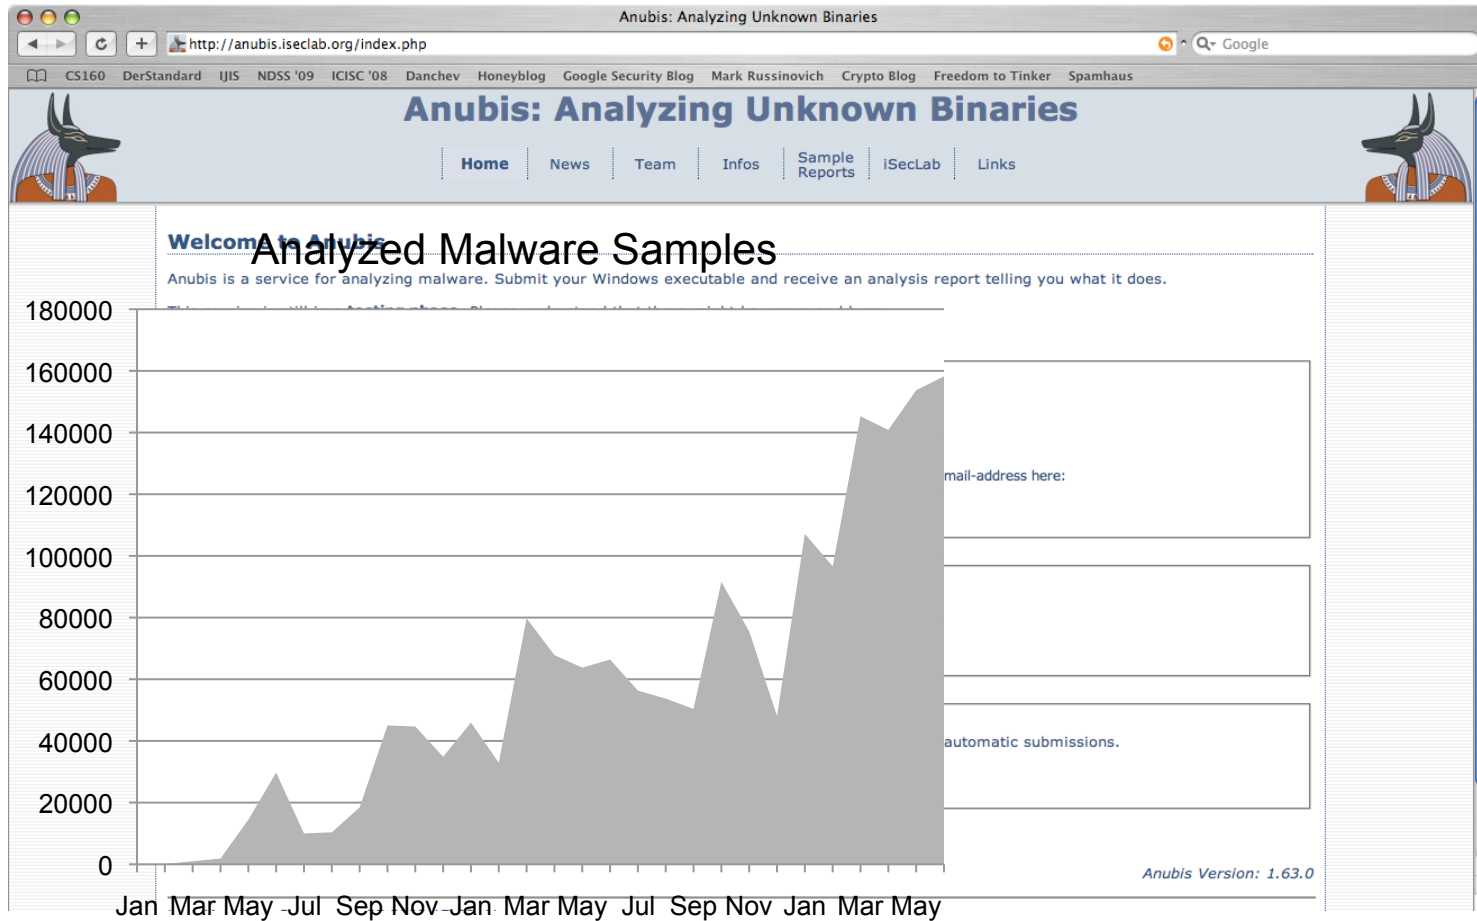 Anubis: Analyzing Unknown Binaries
http://anubis.iseclab.org/index.php
Google
CS160 DerStandard IJIS NDSS '09 ICISC '08 Danchev Honeyblog Google Security Blog Mark Russinovich Crypto Blog Freedom to Tinker Spamhaus
Anubis: Analyzing Unknown Binaries
Home News Team Infos Sample Reports iSecLab Links
Welcome to Anubis
Analyzed Malware Samples
Anubis is a service for analyzing malware. Submit your Windows executable and receive an analysis report telling you what it does.
180000
160000
140000
mail-address here:
120000
100000
80000
60000
40000
automatic submissions.
20000
0
Anubis Version: 1.63.0
Jan Mar May Jul Sep Nov Jan Mar May Jul Sep Nov Jan Mar May